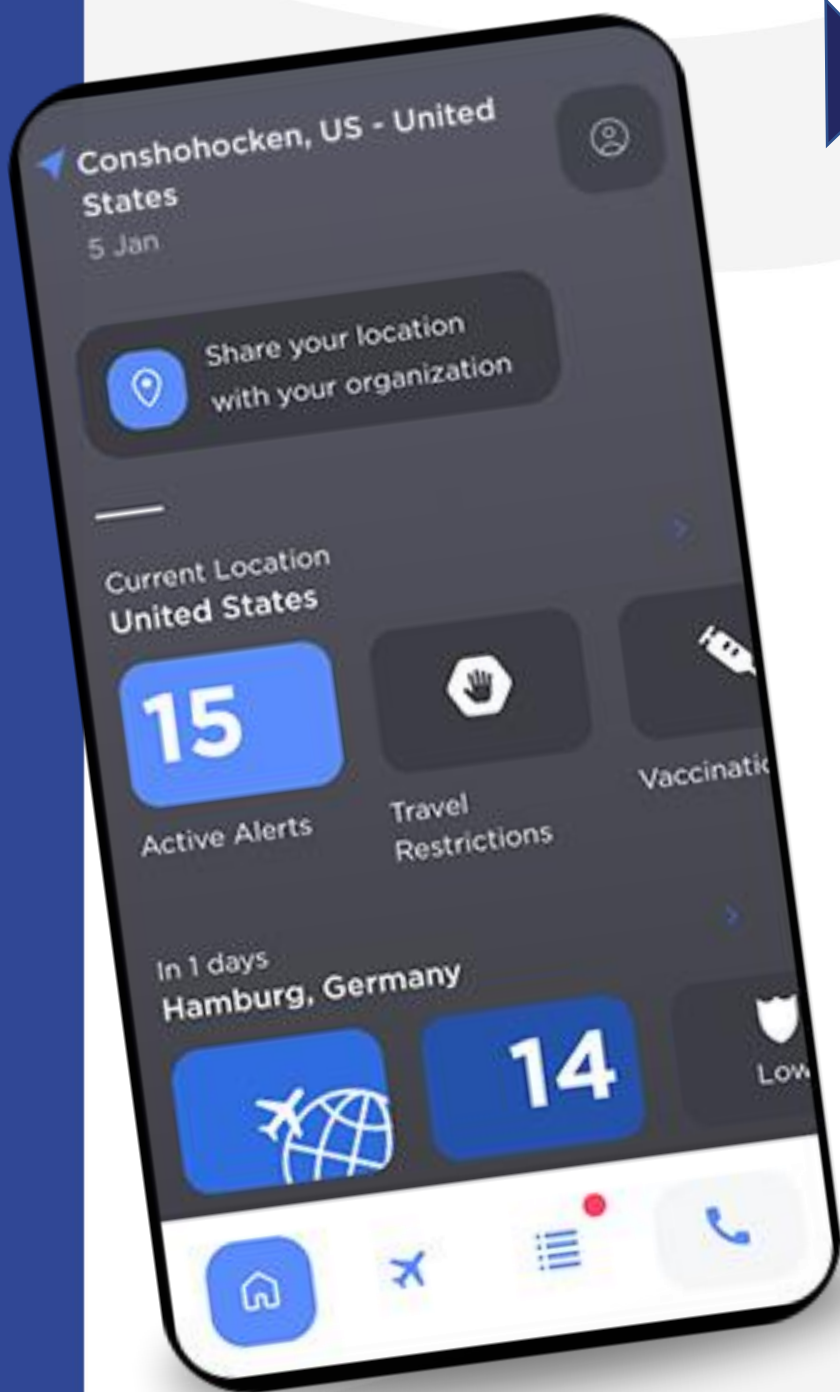 Conshohocken, US - United
States
5 Jan
Share your location
with your organization
Current Location
United States
15
Active Alerts
Travel
Restrictions
Vaccinatic
In 1 days
Hamburg, Germany
14
Low